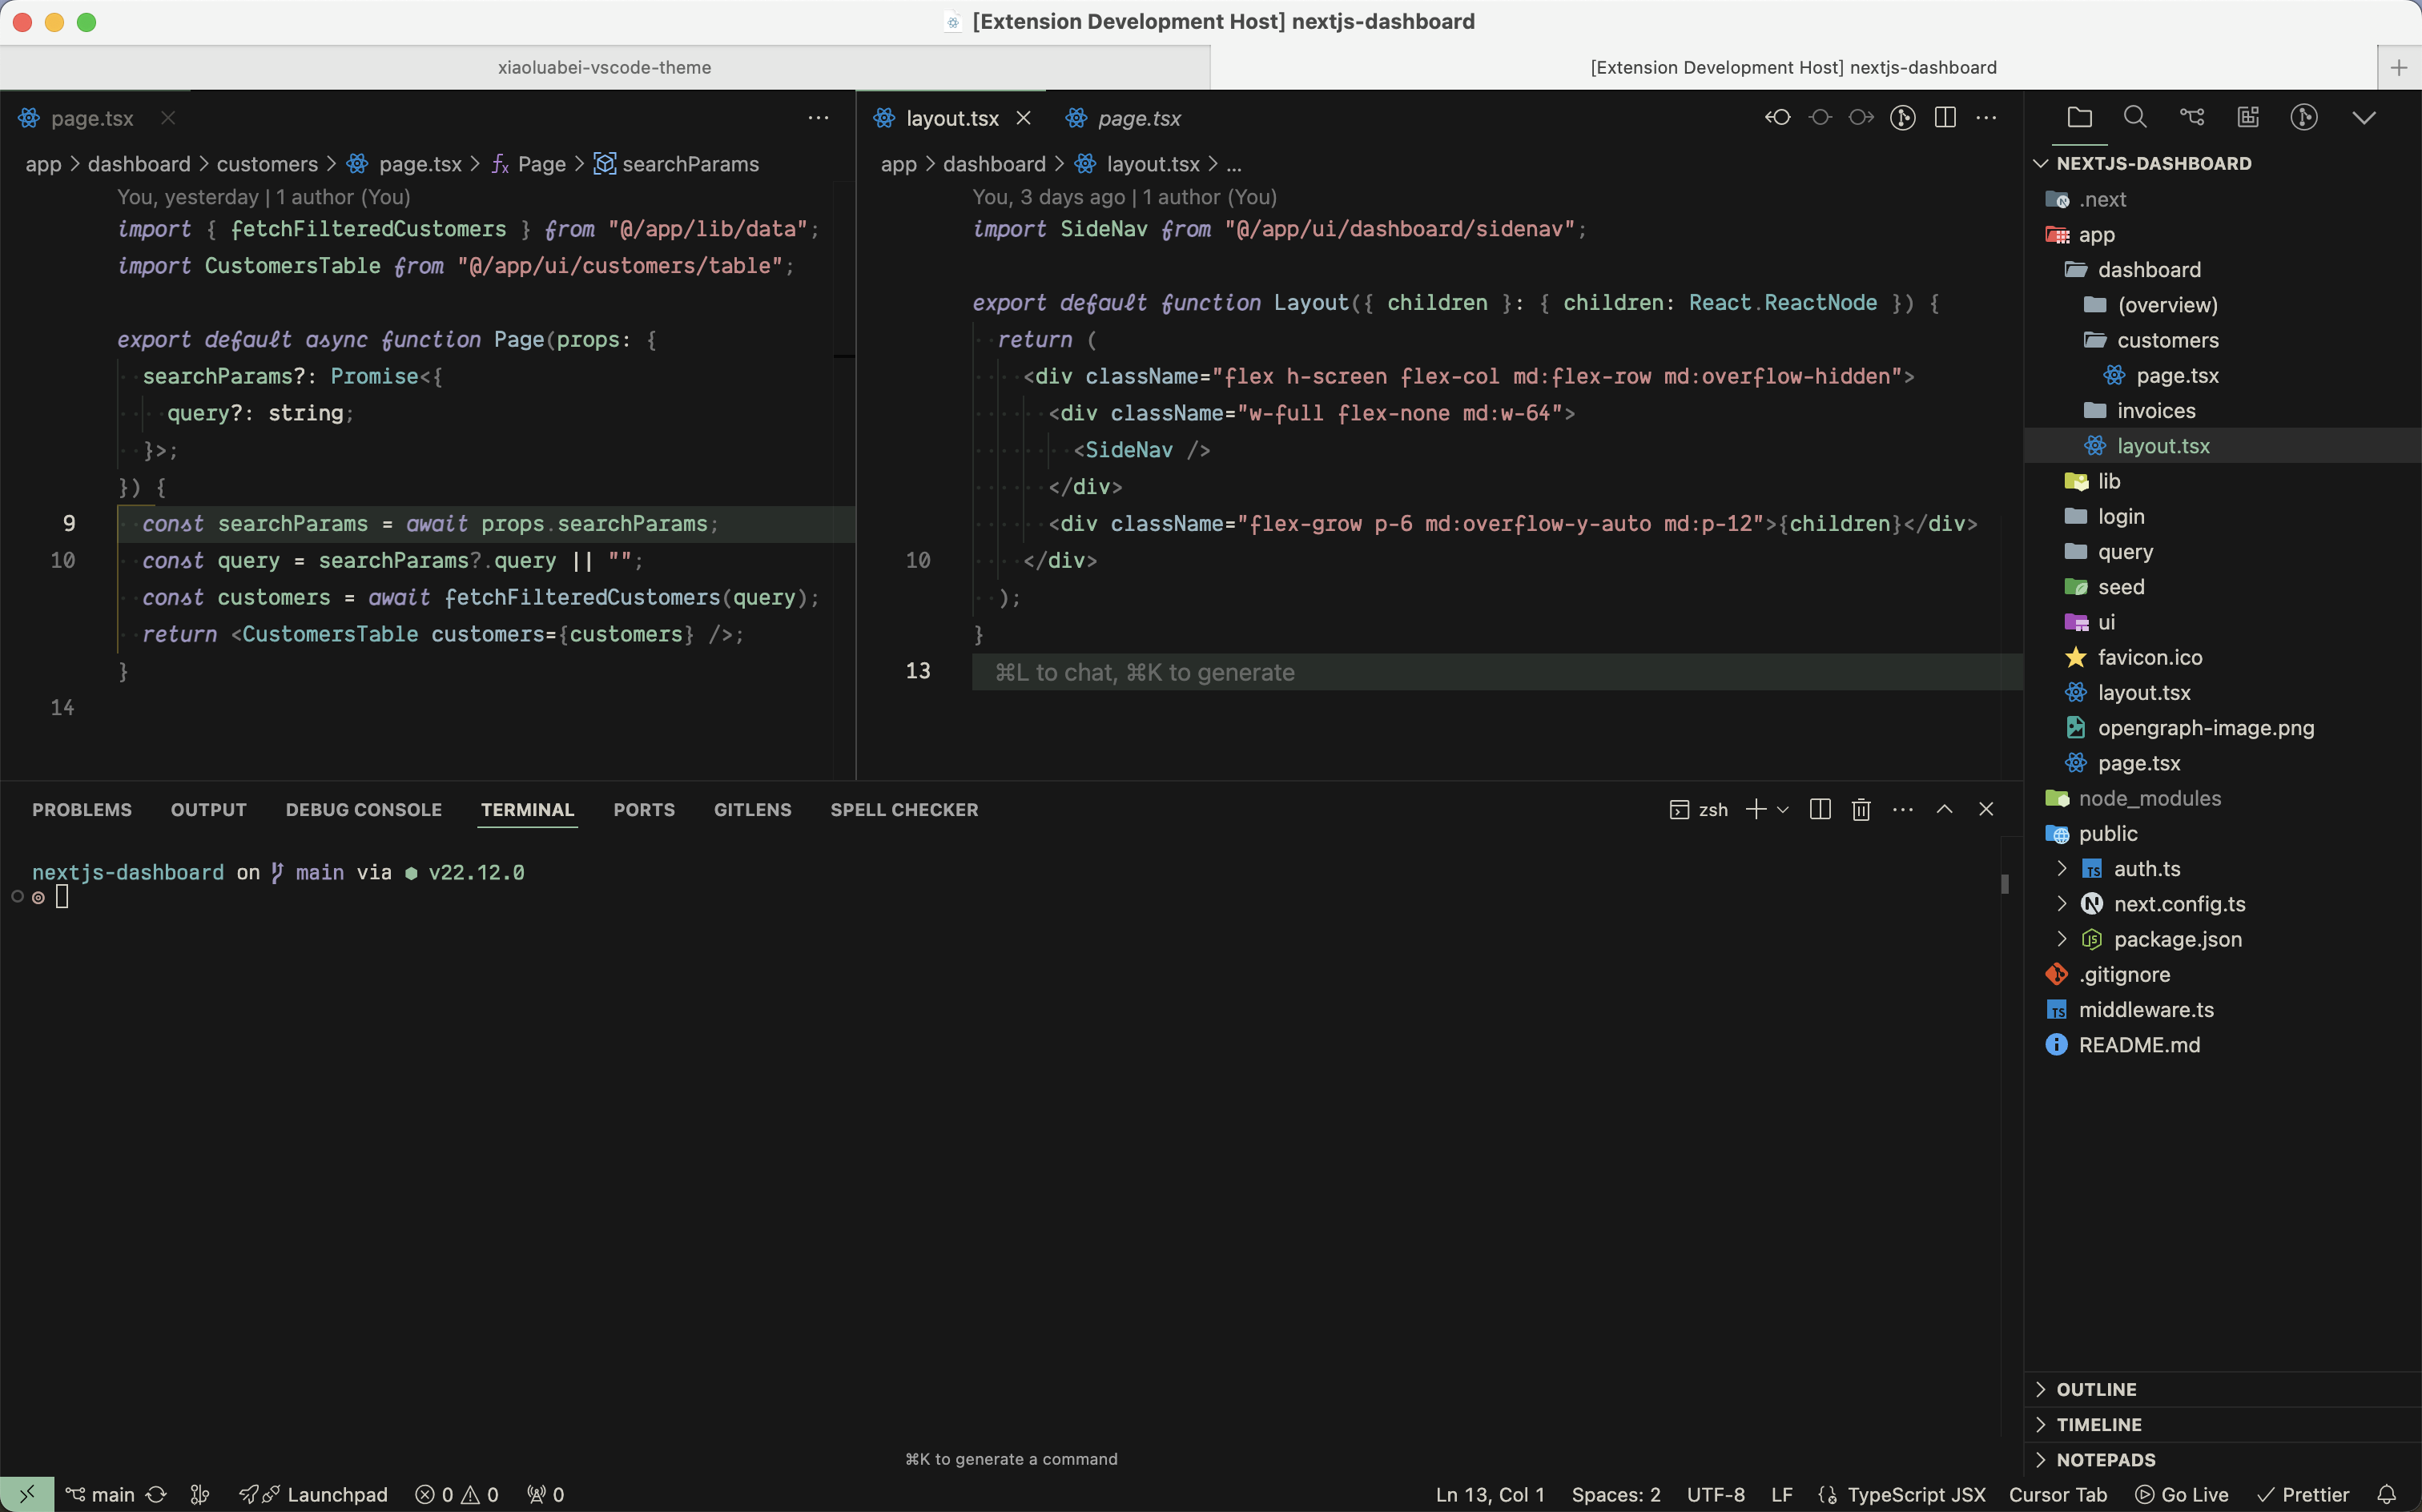 [Extension Development Host] nextjs-dashboard
xiaoluabei-vscode-theme
[Extension Development Host] nextjs-dashboard
page.tsx
app > dashboard > customers > page.tsx > Page > searchParams
You, yesterday | 1 author (You)
import { fetchFilteredCustomers } from "@/app/lib/data";
import CustomersTable from "@/app/ui/customers/table";
export default async function Page(props: {
searchParams?: Promise<{
query?: string;
}>;
}) {
9 const searchParams = await props.searchParams;
10 const query = searchParams?.query || "";
const customers = await fetchFilteredCustomers(query);
return <CustomersTable customers={customers} />;
}
14
layout.tsx page.tsx
app > dashboard > layout.tsx > ...
You, 3 days ago | 1 author (You)
import SideNav from "@/app/ui/dashboard/sidenav";
export default function Layout({ children }: { children: React.ReactNode }) {
return (
<div className="flex h-screen flex-col md:flex-row md:overflow-hidden">
<div className="w-full flex-none md:w-64">
<SideNav />
</div>
<div className="flex-grow p-6 md:overflow-y-auto md:p-12">{children}</div>
10 </div>
);
}
13 ⌘L to chat, ⌘K to generate
PROBLEMS OUTPUT DEBUG CONSOLE TERMINAL PORTS GITLENS SPELL CHECKER
zsh
nextjs-dashboard on main via v22.12.0
⌘K to generate a command
NEXTJS-DASHBOARD
.next
app
dashboard
(overview)
customers
page.tsx
invoices
layout.tsx
lib
login
query
seed
ui
favicon.ico
layout.tsx
opengraph-image.png
page.tsx
node_modules
public
auth.ts
next.config.ts
package.json
.gitignore
middleware.ts
README.md
OUTLINE
TIMELINE
NOTEPADS
main Launchpad 0 0 0
Ln 13, Col 1 Spaces: 2 UTF-8 LF TypeScript JSX Cursor Tab Go Live Prettier